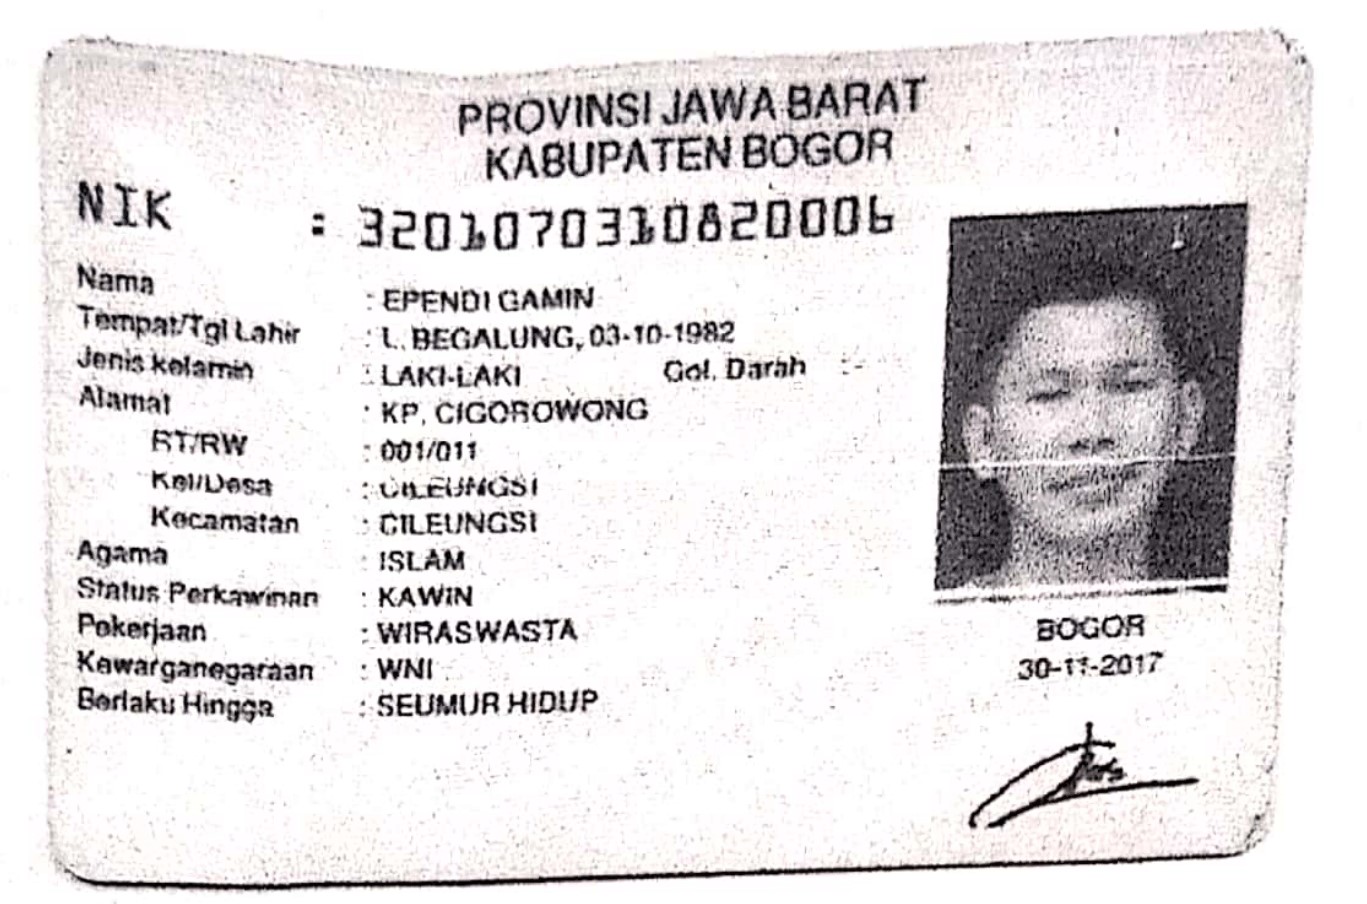 PROVINSI JAWA BARAT
KABUPATEN BOGOR
NIK : 3201070310820006
Nama : EPENDI GAMIN
Tempat/Tgl Lahir : L. BEGALUNG, 03-10-1982
Jenis kelamin : LAKI-LAKI Gol. Darah : -
Alamat : KP. CIGOROWONG
RT/RW : 001/011
Kel/Desa : CILEUNGSI
Kecamatan : CILEUNGSI
Agama : ISLAM
Status Perkawinan : KAWIN
Pekerjaan : WIRASWASTA
Kewarganegaraan : WNI
Berlaku Hingga : SEUMUR HIDUP
BOGOR
30-11-2017